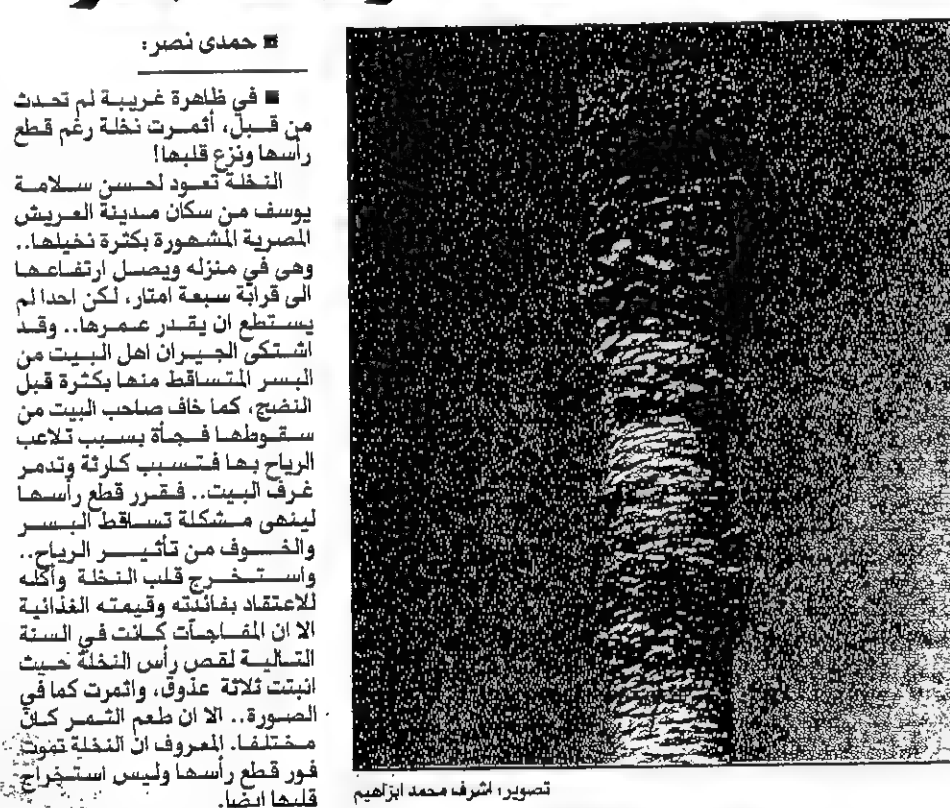 ■ حمدى نصر:
■ في ظاهرة غريبة لم تحدث
من قبل، أثمرت نخلة رغم قطع
رأسها ونزع قلبها!
النخلة تعود لحسن سلامة
يوسف من سكان مدينة العريش
المصرية المشهورة بكثرة نخيلها..
وهى في منزله ويصل ارتفاعها
الى قرابة سبعة امتار، لكن احدا لم
يستطع ان يقدر عمرها.. وقد
اشتكى الجيران اهل البيت من
البسر المتساقط منها بكثرة قبل
النضج، كما خاف صاحب البيت من
سقوطها فجأة بسبب تلاعب
الرياح بها فتسبب كارثة وتدمر
غرف البيت.. فقرر قطع رأسها
لينهى مشكلة تساقط البسر
والخوف من تأثير الرياح..
واستخرج قلب النخلة وأكله
للاعتقاد بفائدته وقيمته الغذائية
الا ان المفاجآت كانت في السنة
التالية لقص رأس النخلة حيث
انبتت ثلاثة عذوق، واثمرت كما في
الصورة.. الا ان طعم الثمر كان
مختلفا. المعروف ان النخلة تموت
فور قطع رأسها وليس استخراج
قلبها ايضا.
تصوير: اشرف محمد ابراهيم